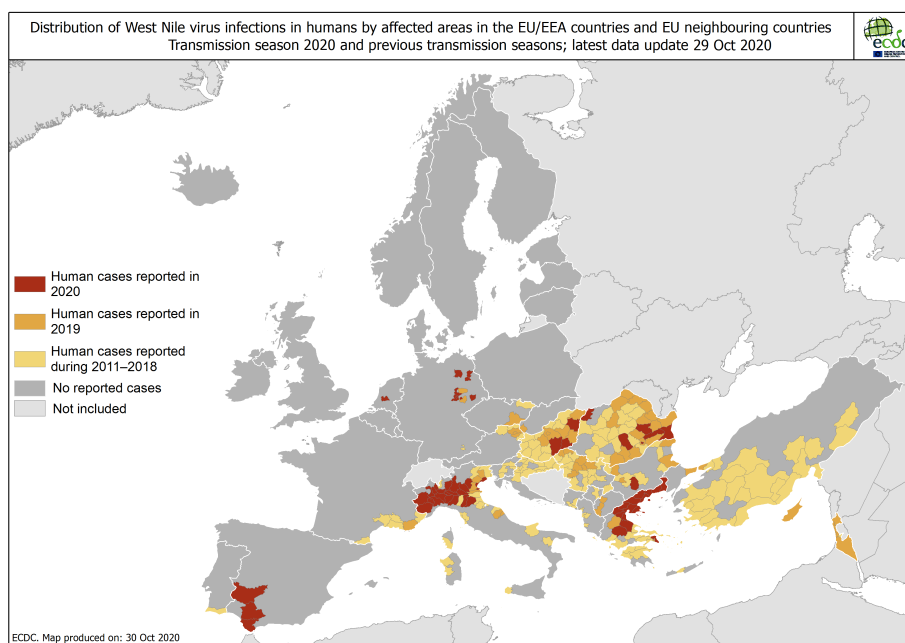 Distribution of West Nile virus infections in humans by affected areas in the EU/EEA countries and EU neighbouring countries
Transmission season 2020 and previous transmission seasons; latest data update 29 Oct 2020
ecdc
Human cases reported in
2020
Human cases reported in
2019
Human cases reported
during 2011–2018
No reported cases
Not included
ECDC. Map produced on: 30 Oct 2020